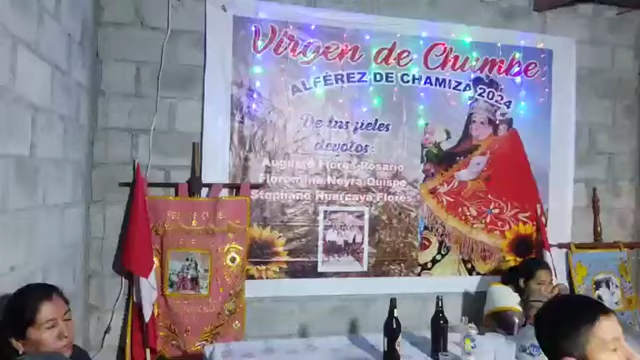 Virgen de Chumbe
ALFÉREZ DE CHAMIZA 2024
De tus fieles
devotos:
Augusto Flores Rosario
Florentina Neyra Quispe
Stephano Huarcaya Flores